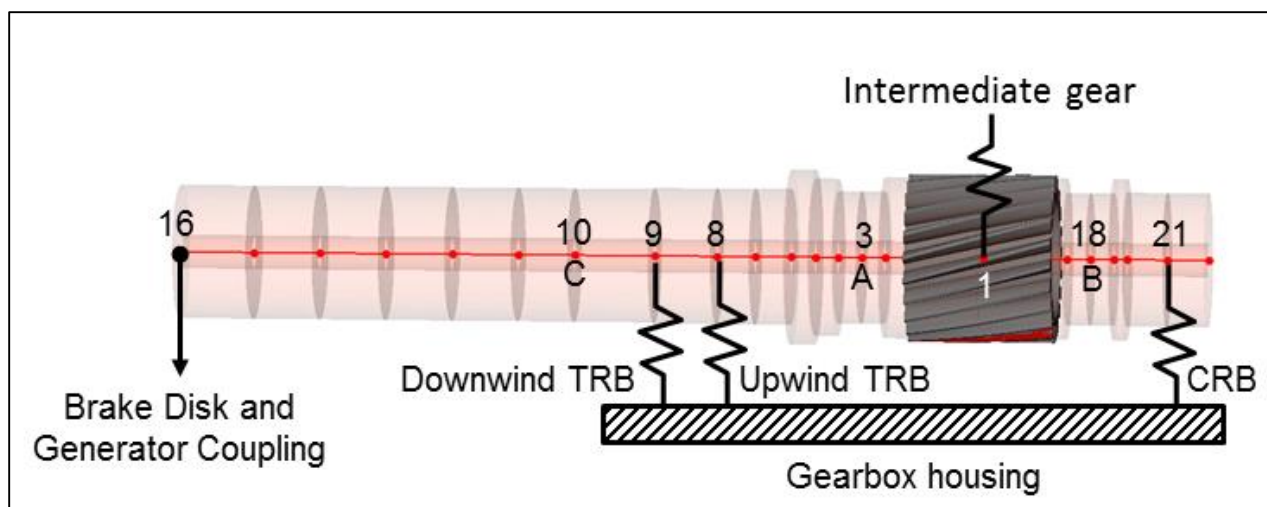 Intermediate gear
16
10
9
8
3
18
21
C
A
1
B
Downwind TRB
Upwind TRB
CRB
Brake Disk and
Generator Coupling
Gearbox housing